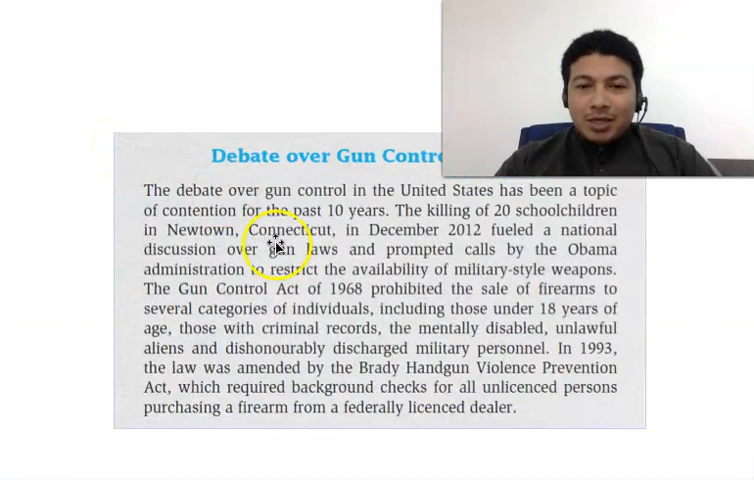 Debate over Gun Contro
The debate over gun control in the United States has been a topic
of contention for the past 10 years. The killing of 20 schoolchildren
in Newtown, Connecticut, in December 2012 fueled a national
discussion over gun laws and prompted calls by the Obama
administration to restrict the availability of military-style weapons.
The Gun Control Act of 1968 prohibited the sale of firearms to
several categories of individuals, including those under 18 years of
age, those with criminal records, the mentally disabled, unlawful
aliens and dishonourably discharged military personnel. In 1993,
the law was amended by the Brady Handgun Violence Prevention
Act, which required background checks for all unlicenced persons
purchasing a firearm from a federally licenced dealer.